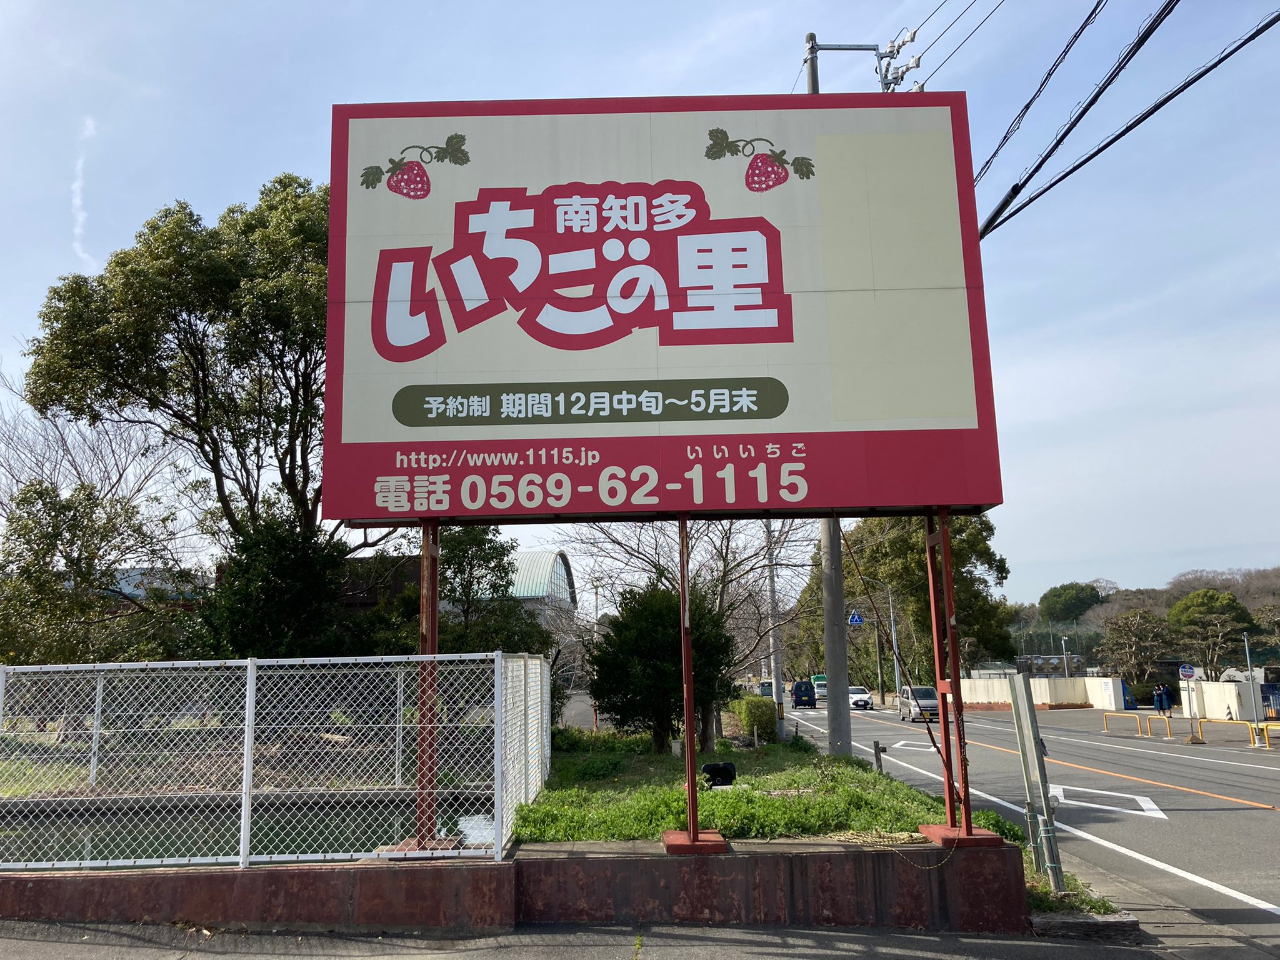 南知多
いちごの里
予約制 期間12月中旬～5月末
http://www.1115.jp
いいいちご
電話 0569-62-1115